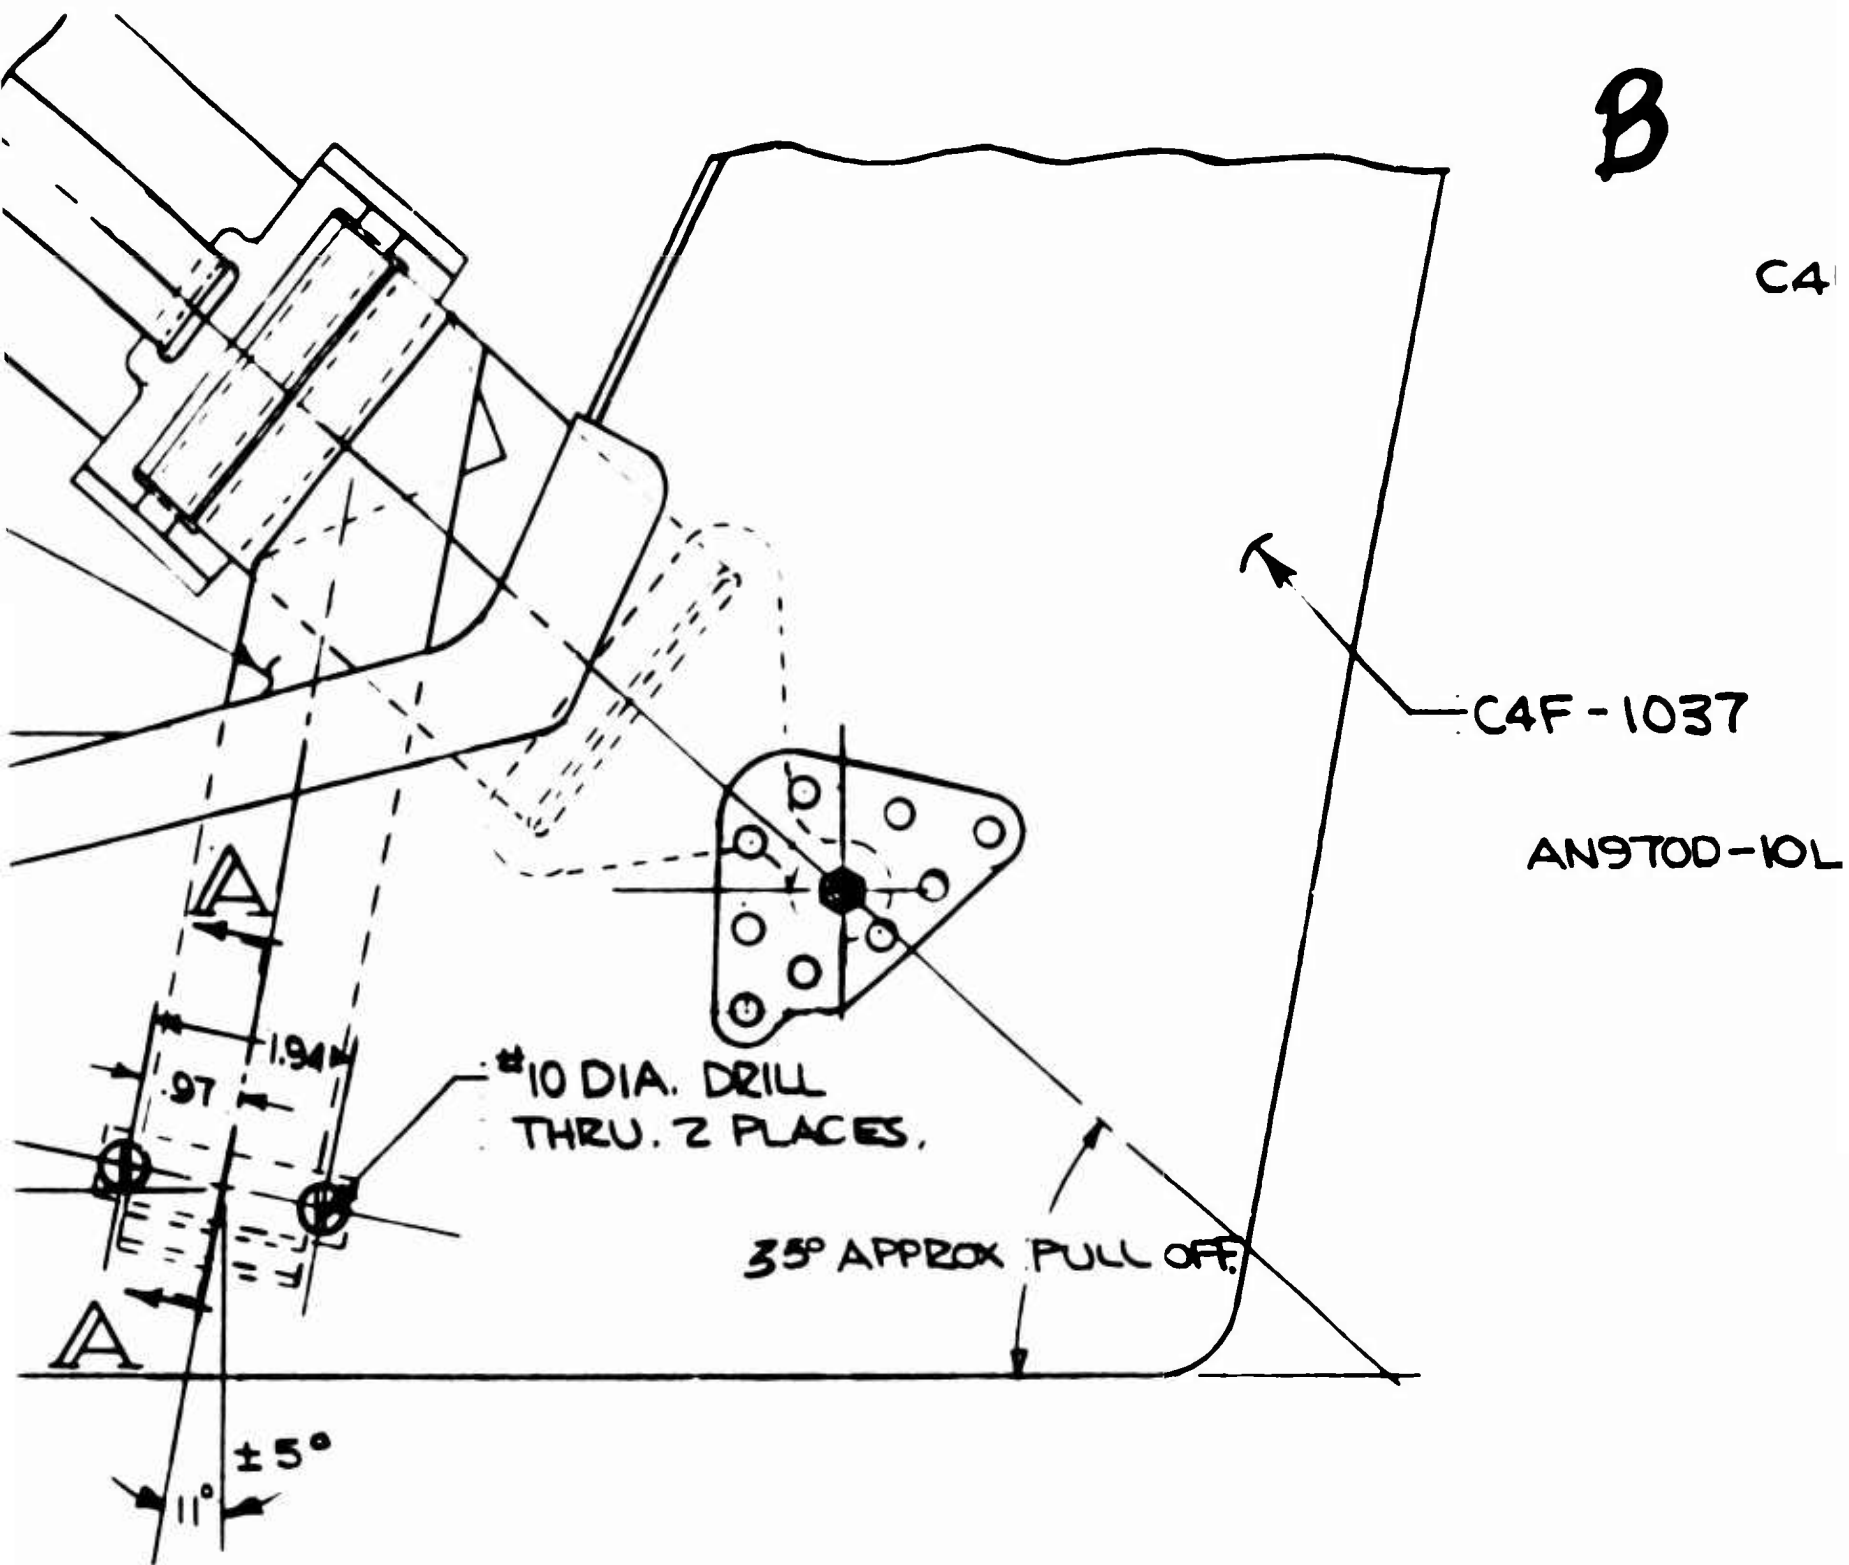 B
C4
C4F-1037
AN970D-10L
A
1.94
.97
#10 DIA. DRILL
THRU. 2 PLACES.
35° APPROX PULL OFF.
A
±5°
11°